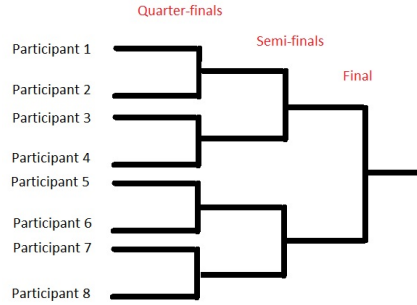 Quarter-finals
Semi-finals
Final
Participant 1
Participant 2
Participant 3
Participant 4
Participant 5
Participant 6
Participant 7
Participant 8